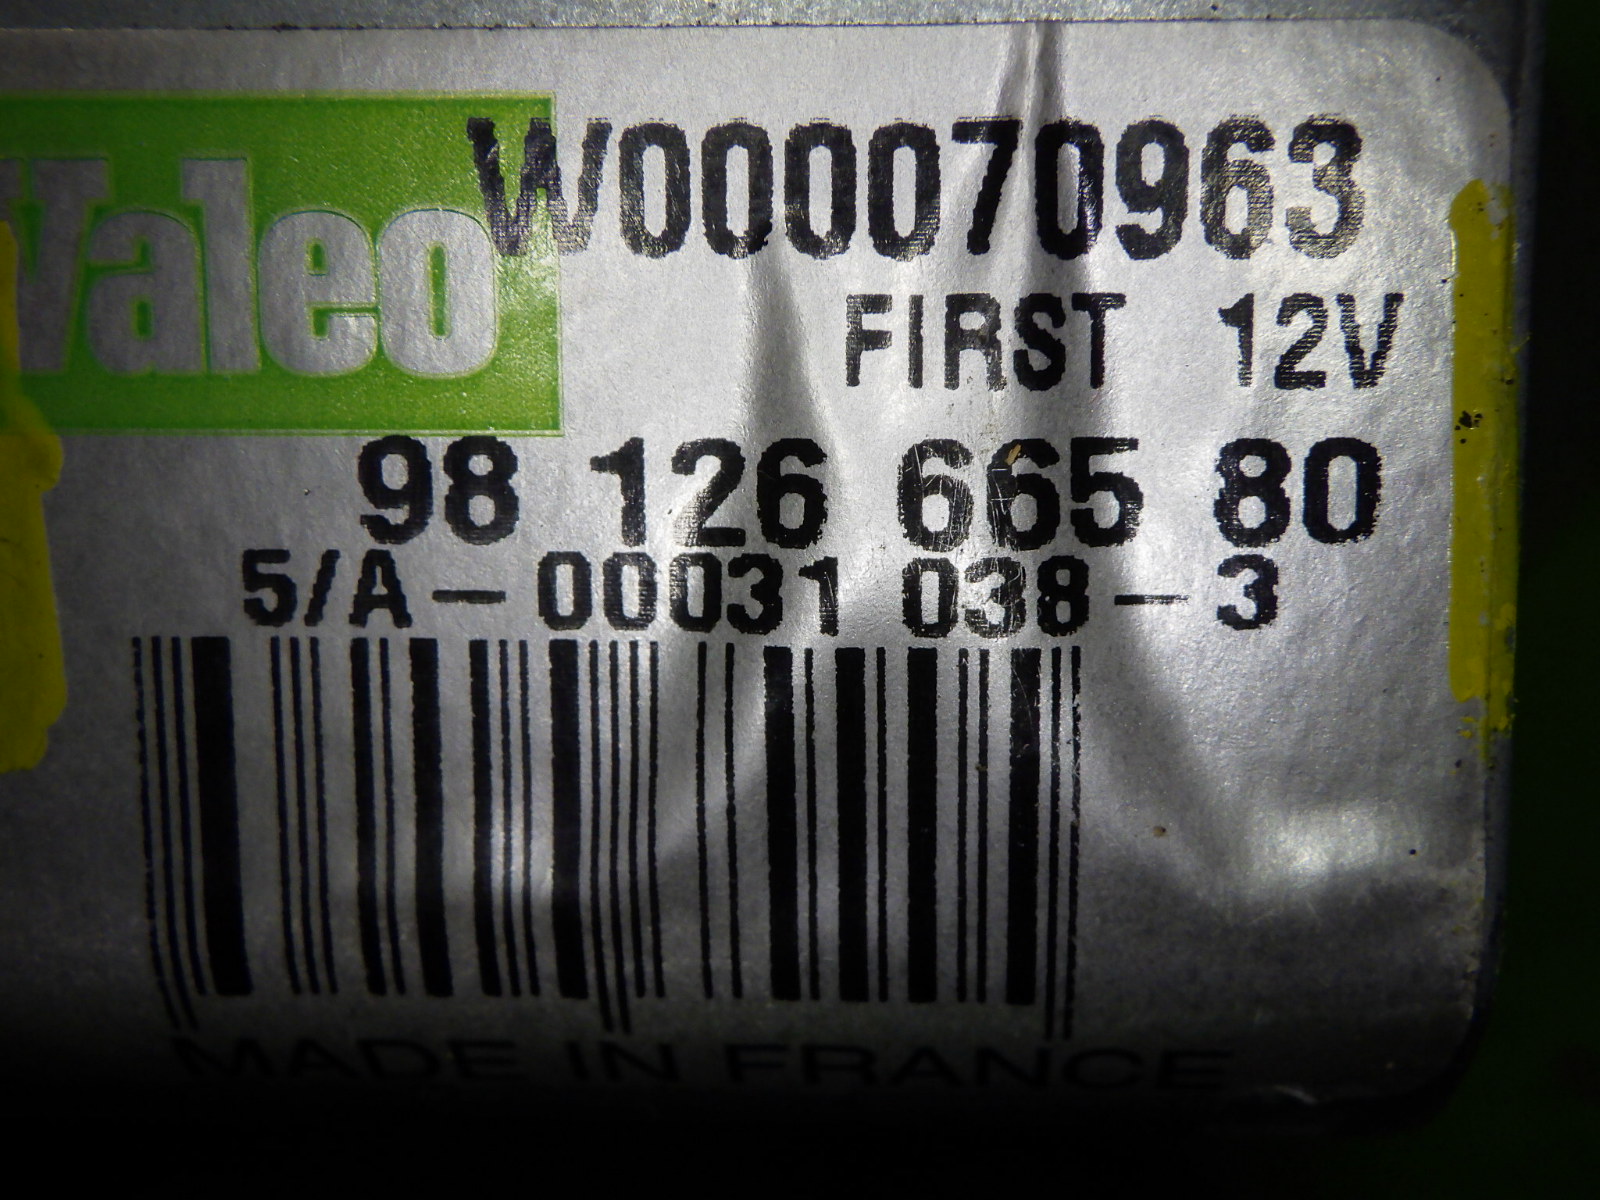 Valeo
W000070963
FIRST 12V
98 126 665 80
5/A-00031 038-3
MADE IN FRANCE